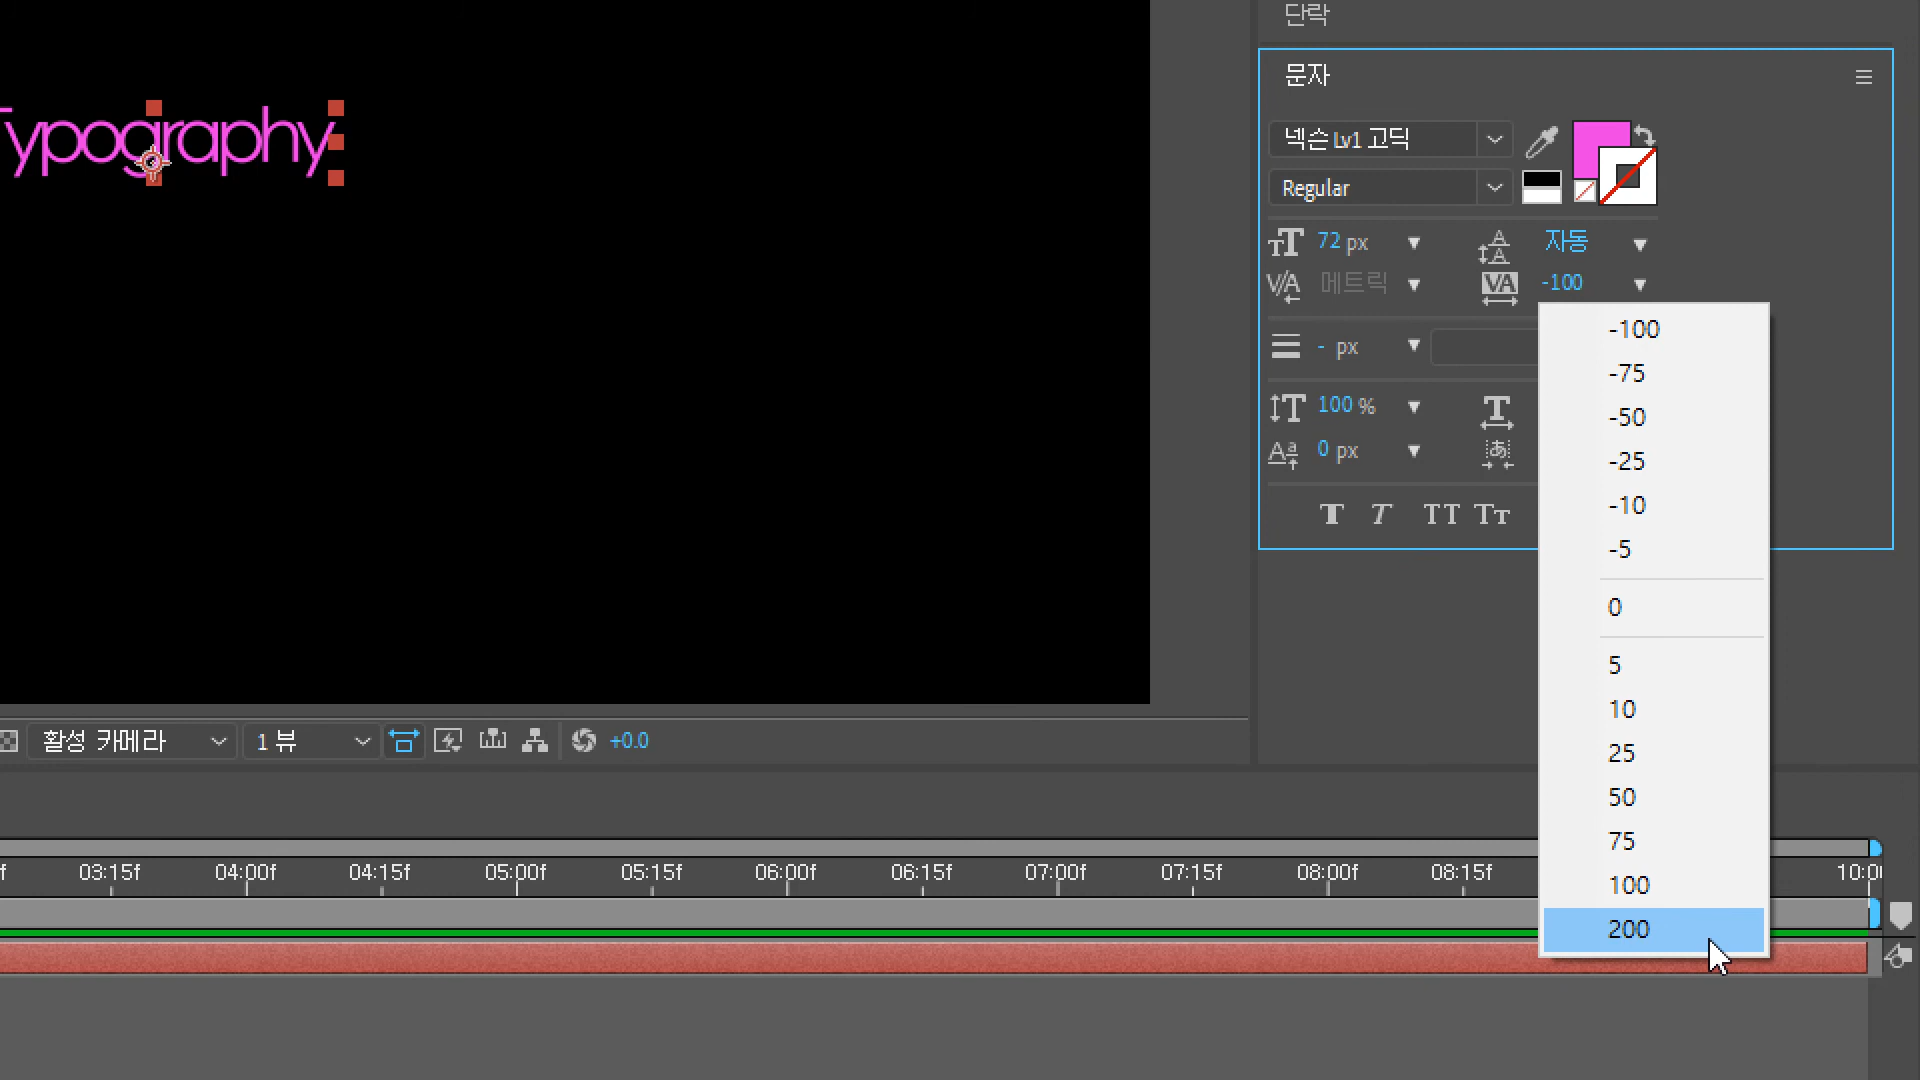 단락
문자
Typography
넥슨 Lv1 고딕
Regular
72 px
자동
메트릭
-100
- px
100 %
0 px
-100
-75
-50
-25
-10
-5
0
5
10
25
50
75
100
200
활성 카메라
1 뷰
+0.0
f 03:15f 04:00f 04:15f 05:00f 05:15f 06:00f 06:15f 07:00f 07:15f 08:00f 08:15f 10:00